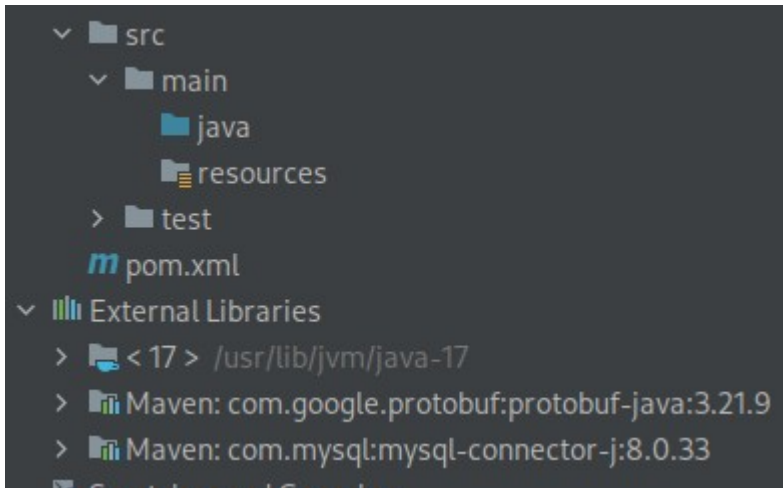 src
main
java
resources
test
pom.xml
External Libraries
< 17 > /usr/lib/jvm/java-17
Maven: com.google.protobuf:protobuf-java:3.21.9
Maven: com.mysql:mysql-connector-j:8.0.33